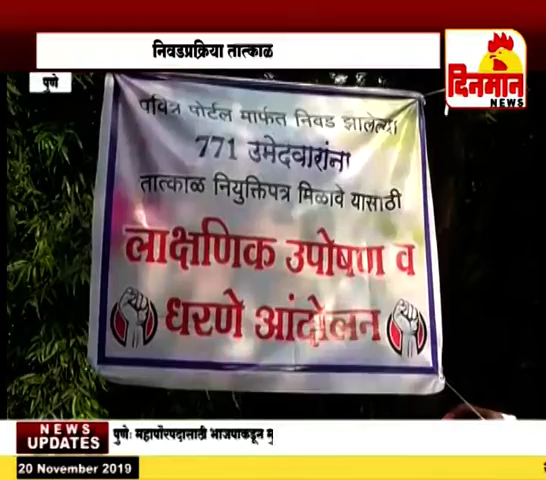 निवडप्रक्रिया तात्काळ
दिनमान
NEWS
पुणे
पवित्र पोर्टल मार्फत निवड झालेल्या
771 उमेदवारांना
तात्काळ नियुक्तिपत्र मिळावे यासाठी
लाक्षणिक उपोषण व
धरणे आंदोलन
NEWS
UPDATES
पुणेः महापौरपदासाठी भाजपाकडून
20 November 2019